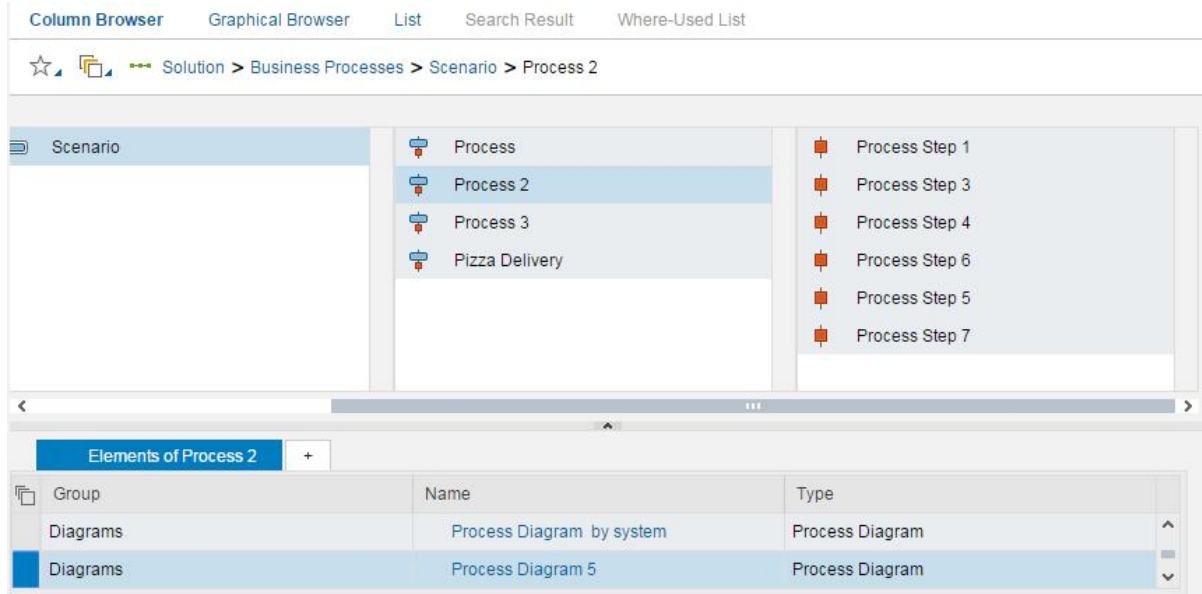 Column Browser Graphical Browser List Search Result Where-Used List
Solution > Business Processes > Scenario > Process 2
Scenario Process Process Step 1
Process 2 Process Step 3
Process 3 Process Step 4
Pizza Delivery Process Step 6
Process Step 5
Process Step 7
Elements of Process 2 +
Group Name Type
Diagrams Process Diagram by system Process Diagram
Diagrams Process Diagram 5 Process Diagram